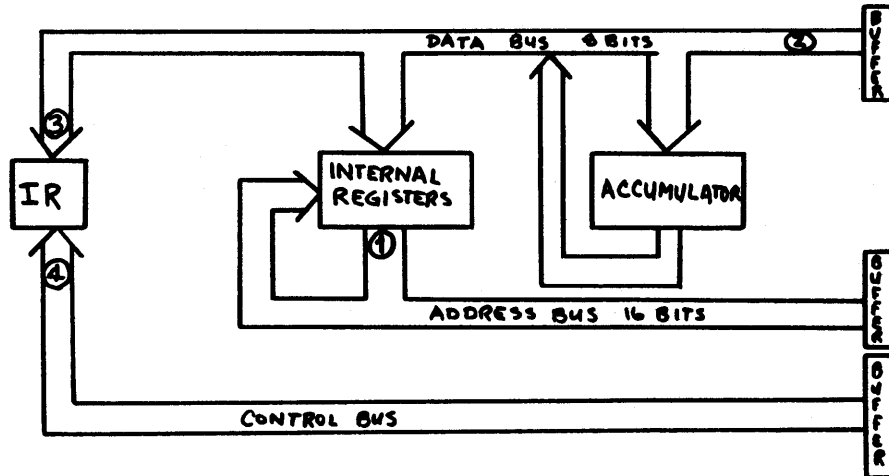 BUFFER
DATA BUS 8 BITS
②
③
IR
INTERNAL
REGISTERS
ACCUMULATOR
①
④
BUFFER
ADDRESS BUS 16 BITS
BUFFER
CONTROL BUS